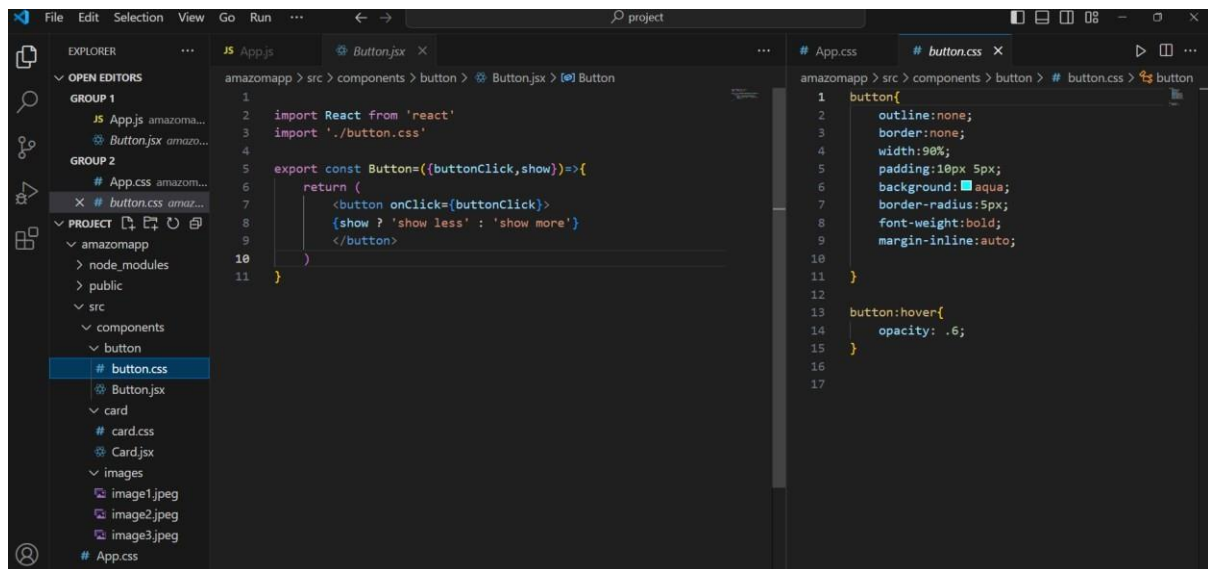 File Edit Selection View Go Run ... project
EXPLORER ...
OPEN EDITORS
GROUP 1
JS App.js amazoma...
Button.jsx amazo...
GROUP 2
# App.css amazom...
# button.css amaz...
PROJECT
amazomapp
node_modules
public
src
components
button
# button.css
Button.jsx
card
# card.css
Card.jsx
images
image1.jpeg
image2.jpeg
image3.jpeg
# App.css
JS App.js Button.jsx ...
amazomapp > src > components > button > Button.jsx > Button
1
2 import React from 'react'
3 import './button.css'
4
5 export const Button=({buttonClick,show})=>{
6 return (
7 <button onClick={buttonClick}>
8 {show ? 'show less' : 'show more'}
9 </button>
10 )
11 }
# App.css # button.css ...
amazomapp > src > components > button > # button.css > button
1 button{
2 outline:none;
3 border:none;
4 width:90%;
5 padding:10px 5px;
6 background: aqua;
7 border-radius:5px;
8 font-weight:bold;
9 margin-inline:auto;
10
11 }
12
13 button:hover{
14 opacity: .6;
15 }
16
17